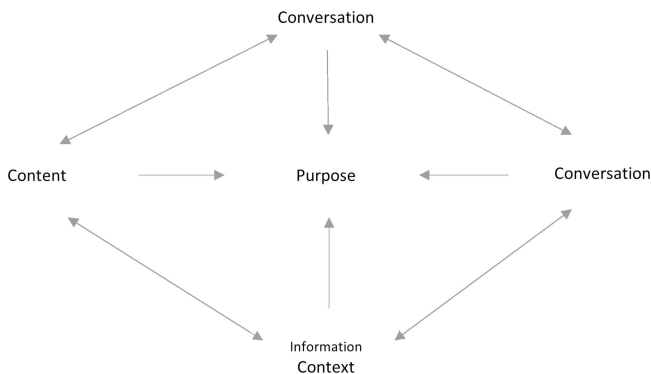 Conversation
Content
Purpose
Conversation
Information
Context